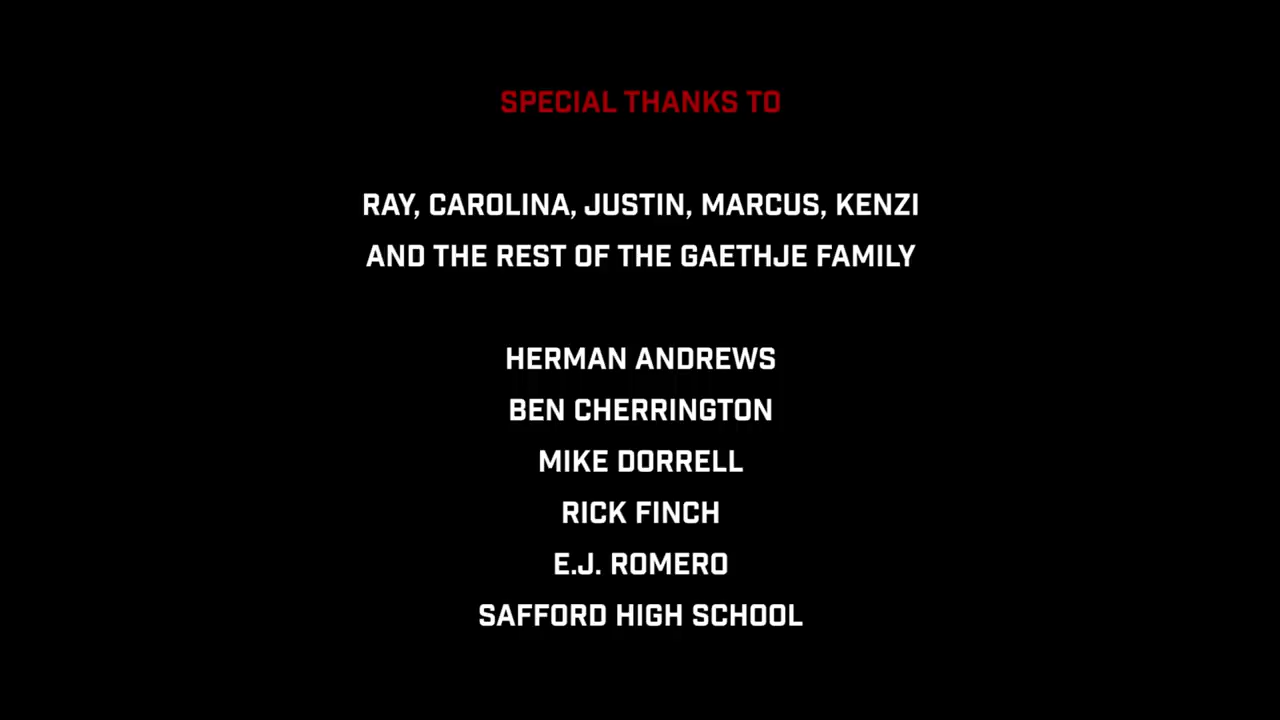 SPECIAL THANKS TO
RAY, CAROLINA, JUSTIN, MARCUS, KENZI
AND THE REST OF THE GAETHJE FAMILY
HERMAN ANDREWS
BEN CHERRINGTON
MIKE DORRELL
RICK FINCH
E.J. ROMERO
SAFFORD HIGH SCHOOL